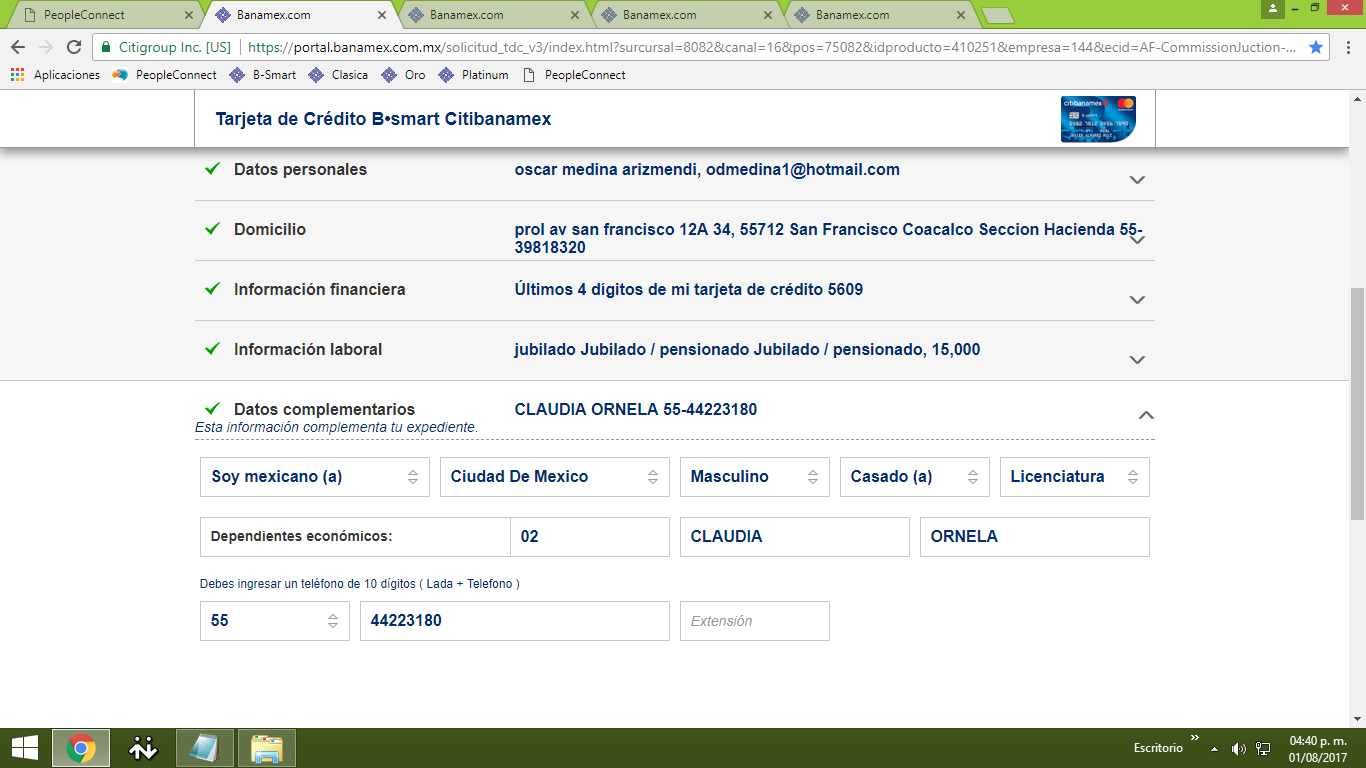 PeopleConnect
Banamex.com
Banamex.com
Banamex.com
Banamex.com
Citigroup Inc. [US]
https://portal.banamex.com.mx/solicitud_tdc_v3/index.html?surcursal=8082&canal=16&pos=75082&idproducto=410251&empresa=144&ecid=AF-CommissionJuction-...
Aplicaciones
PeopleConnect
B-Smart
Clasica
Oro
Platinum
PeopleConnect
Tarjeta de Crédito B•smart Citibanamex
citibanamex
Datos personales
oscar medina arizmendi, odmedina1@hotmail.com
Domicilio
prol av san francisco 12A 34, 55712 San Francisco Coacalco Seccion Hacienda 55-
39818320
Información financiera
Últimos 4 dígitos de mi tarjeta de crédito 5609
Información laboral
jubilado Jubilado / pensionado Jubilado / pensionado, 15,000
Datos complementarios
CLAUDIA ORNELA 55-44223180
Esta información complementa tu expediente.
Soy mexicano (a)
Ciudad De Mexico
Masculino
Casado (a)
Licenciatura
Dependientes económicos:
02
CLAUDIA
ORNELA
Debes ingresar un teléfono de 10 dígitos ( Lada + Telefono )
55
44223180
Extensión
Escritorio
04:40 p. m.
01/08/2017